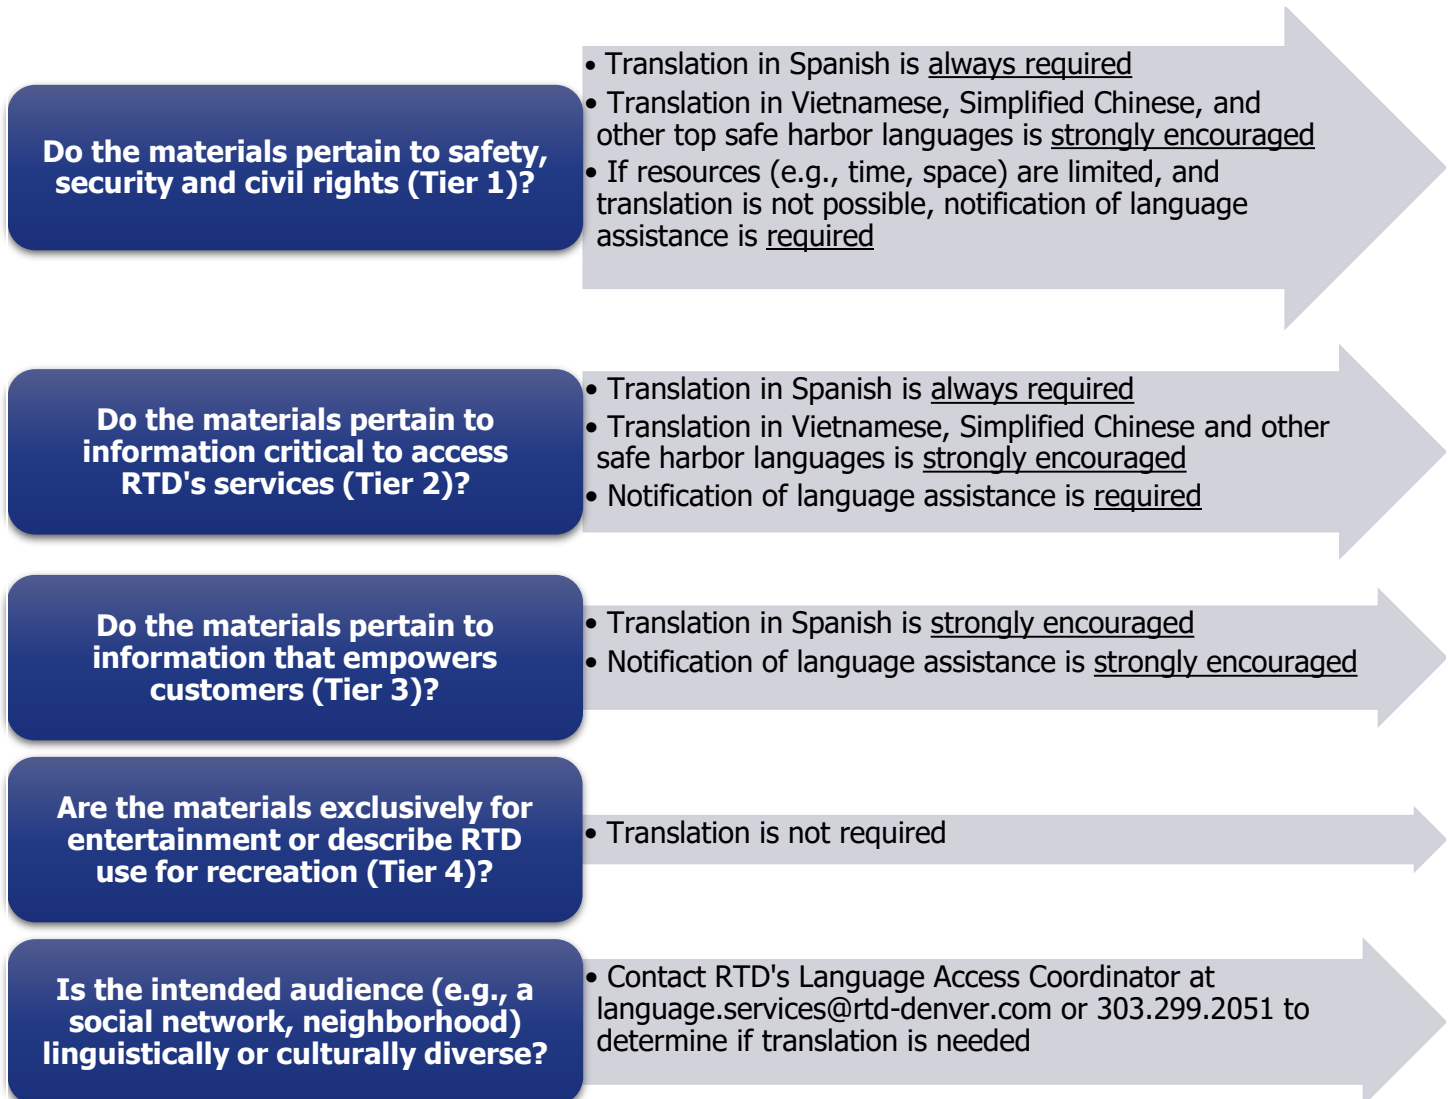 Do the materials pertain to safety,
security and civil rights (Tier 1)?
• Translation in Spanish is always required
• Translation in Vietnamese, Simplified Chinese, and
other top safe harbor languages is strongly encouraged
• If resources (e.g., time, space) are limited, and
translation is not possible, notification of language
assistance is required
Do the materials pertain to
information critical to access
RTD's services (Tier 2)?
• Translation in Spanish is always required
• Translation in Vietnamese, Simplified Chinese and other
safe harbor languages is strongly encouraged
• Notification of language assistance is required
Do the materials pertain to
information that empowers
customers (Tier 3)?
• Translation in Spanish is strongly encouraged
• Notification of language assistance is strongly encouraged
Are the materials exclusively for
entertainment or describe RTD
use for recreation (Tier 4)?
• Translation is not required
Is the intended audience (e.g., a
social network, neighborhood)
linguistically or culturally diverse?
• Contact RTD's Language Access Coordinator at
language.services@rtd-denver.com or 303.299.2051 to
determine if translation is needed